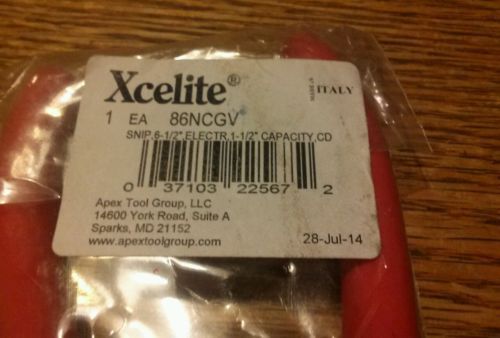 Xcelite®
MADE IN ITALY
1 EA 86NCGV
SNIP,6-1/2",ELECTR,1-1/2" CAPACITY,CD
0 37103 22567 2
Apex Tool Group, LLC
14600 York Road, Suite A
Sparks, MD 21152
www.apextoolgroup.com
28-Jul-14